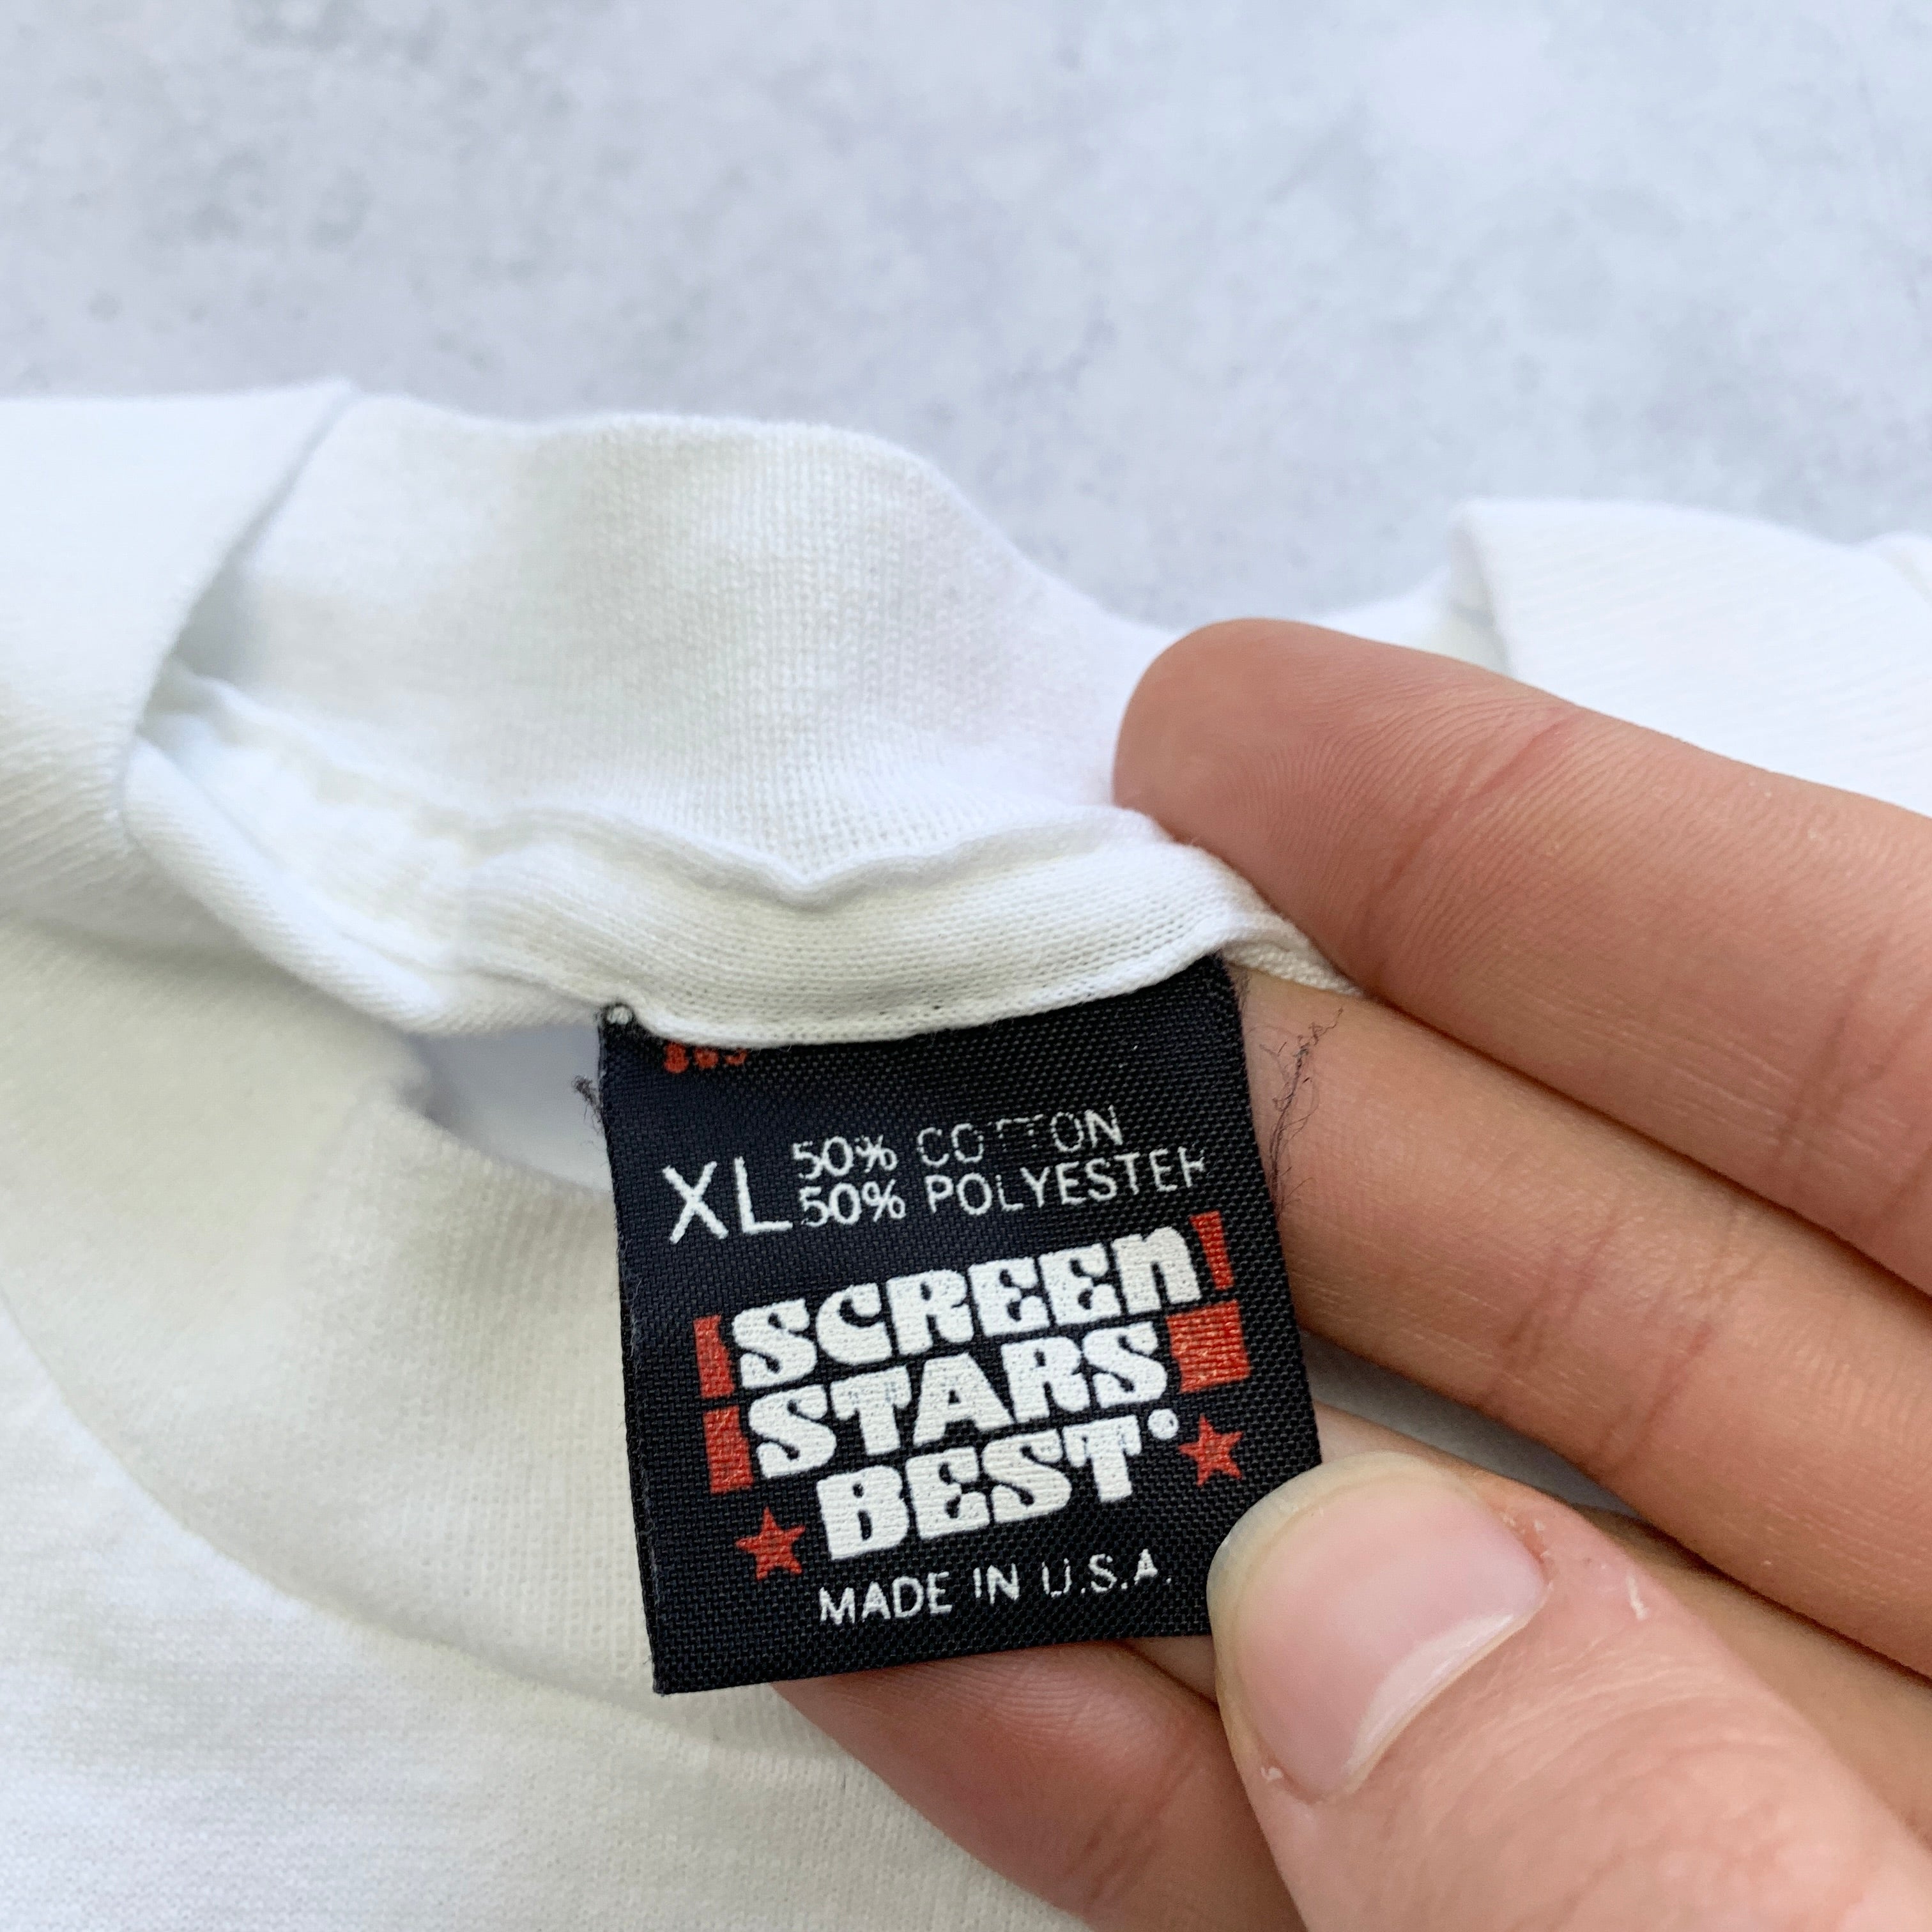 50% COTTON
XL 50% POLYESTER
SCREEN
STARS
BEST
MADE IN U.S.A.